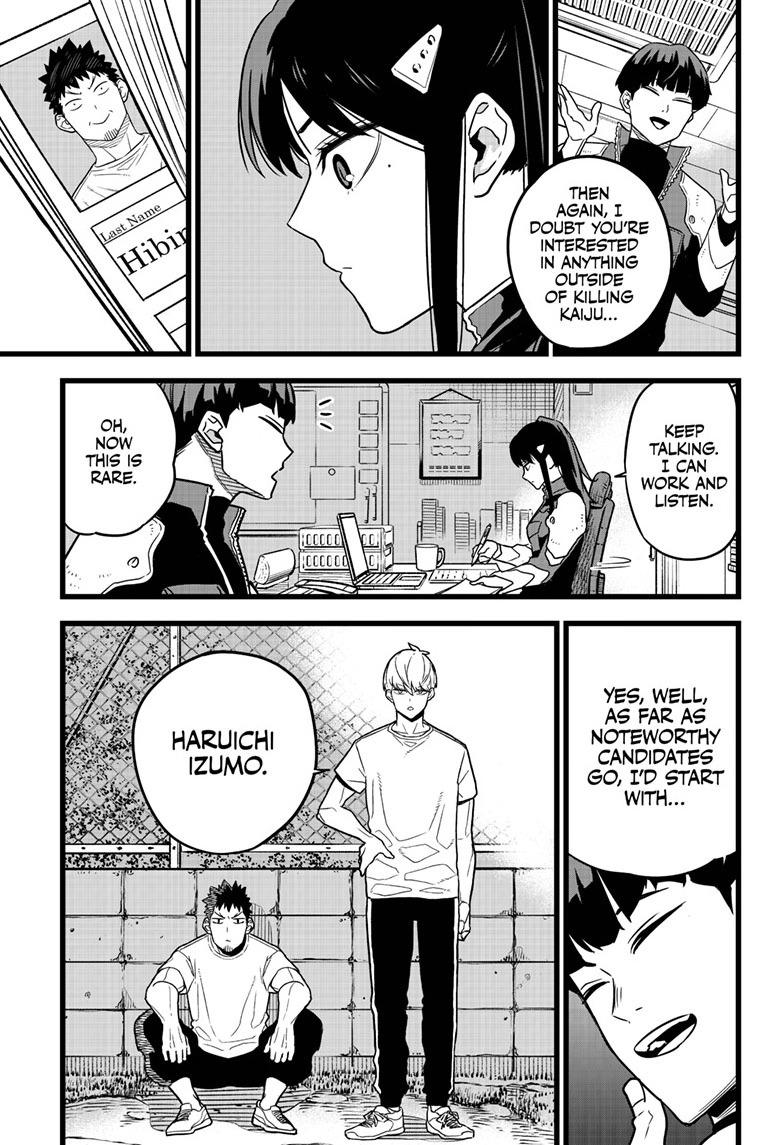 THEN
AGAIN, I
DOUBT YOU'RE
INTERESTED
IN ANYTHING
OUTSIDE
OF KILLING
KAIJU...
Last Name
Hibin
KEEP
TALKING.
I CAN
WORK AND
LISTEN.
OH,
NOW
THIS IS
RARE.
YES, WELL,
AS FAR AS
NOTEWORTHY
CANDIDATES
GO, I'D START
WITH...
HARUICHI
IZUMO.